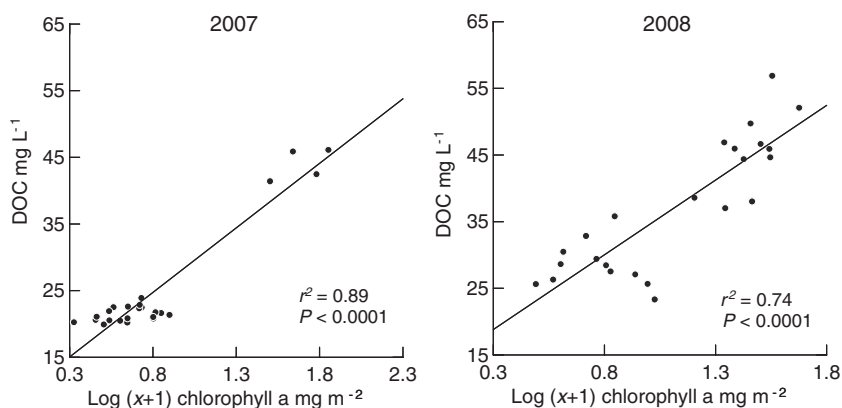 2007
65
55
45
35
25
15
DOC mg L⁻¹
r² = 0.89
P < 0.0001
0.3 0.8 1.3 1.8 2.3
Log (x+1) chlorophyll a mg m⁻²
2008
65
55
45
35
25
15
DOC mg L⁻¹
r² = 0.74
P < 0.0001
0.3 0.8 1.3 1.8
Log (x+1) chlorophyll a mg m⁻²